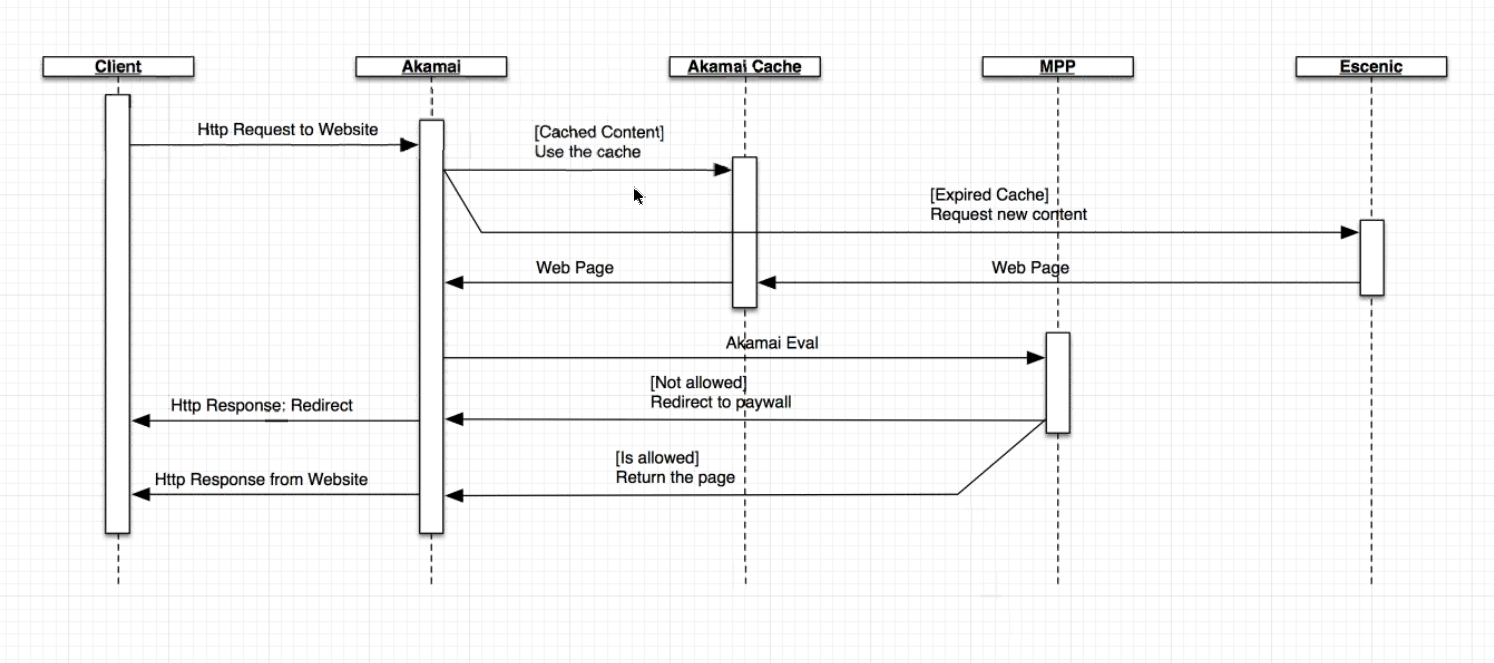 Client
Akamai
Akamai Cache
MPP
Escenic
Http Request to Website
[Cached Content]
Use the cache
[Expired Cache]
Request new content
Web Page
Web Page
Akamai Eval
[Not allowed]
Redirect to paywall
Http Response: Redirect
[Is allowed]
Return the page
Http Response from Website